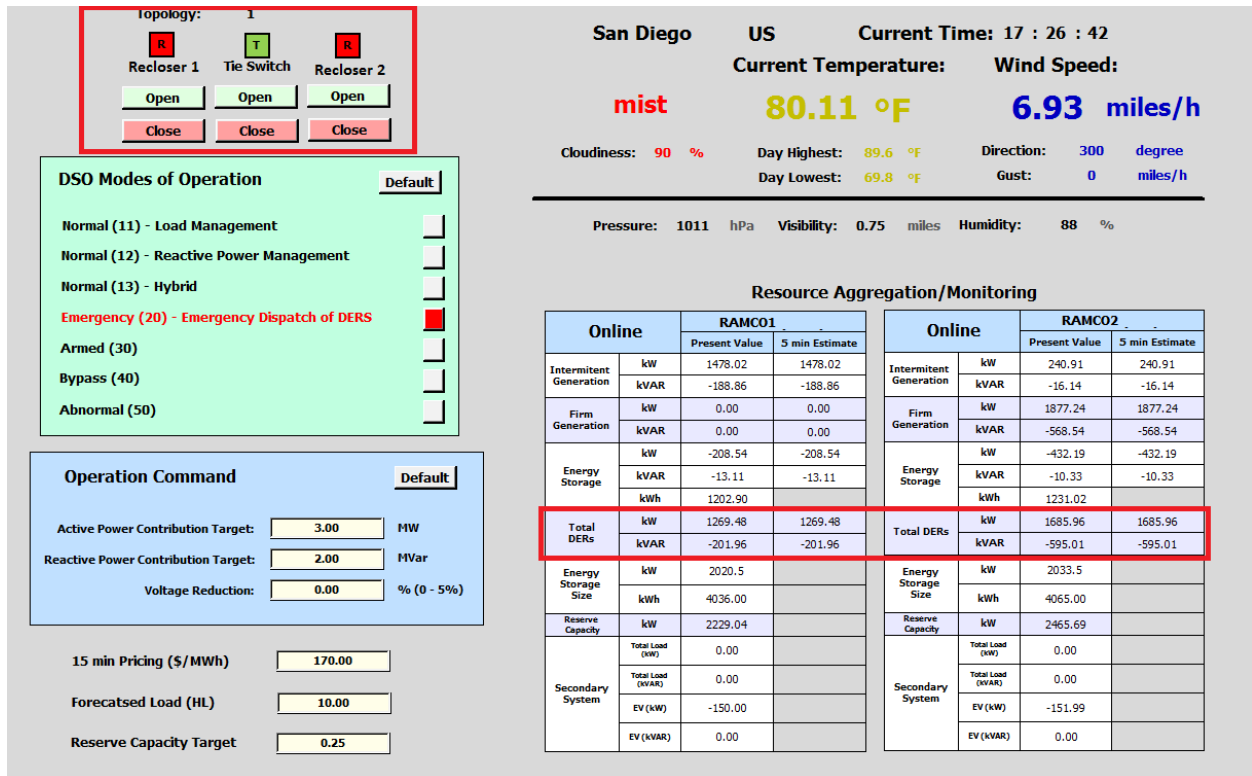 Topology: 1
R T R
Recloser 1 Tie Switch Recloser 2
Open Open Open
Close Close Close
DSO Modes of Operation Default
Normal (11) - Load Management
Normal (12) - Reactive Power Management
Normal (13) - Hybrid
Emergency (20) - Emergency Dispatch of DERS
Armed (30)
Bypass (40)
Abnormal (50)
Operation Command Default
Active Power Contribution Target: 3.00 MW
Reactive Power Contribution Target: 2.00 MVar
Voltage Reduction: 0.00 % (0 - 5%)
15 min Pricing ($/MWh) 170.00
Forecatsed Load (HL) 10.00
Reserve Capacity Target 0.25
San Diego US Current Time: 17 : 26 : 42
Current Temperature: Wind Speed:
mist 80.11 °F 6.93 miles/h
Cloudiness: 90 % Day Highest: 89.6 °F Direction: 300 degree
Day Lowest: 69.8 °F Gust: 0 miles/h
Pressure: 1011 hPa Visibility: 0.75 miles Humidity: 88 %
Resource Aggregation/Monitoring
Online RAMCO1
Present Value 5 min Estimate
Intermitent Generation kW 1478.02 1478.02
kVAR -188.86 -188.86
Firm Generation kW 0.00 0.00
kVAR 0.00 0.00
Energy Storage kW -208.54 -208.54
kVAR -13.11 -13.11
kWh 1202.90
Total DERs kW 1269.48 1269.48
kVAR -201.96 -201.96
Energy Storage Size kW 2020.5
kWh 4036.00
Reserve Capacity kW 2229.04
Secondary System Total Load (kW) 0.00
Total Load (kVAR) 0.00
EV (kW) -150.00
EV (kVAR) 0.00
Online RAMCO2
Present Value 5 min Estimate
Intermitent Generation kW 240.91 240.91
kVAR -16.14 -16.14
Firm Generation kW 1877.24 1877.24
kVAR -568.54 -568.54
Energy Storage kW -432.19 -432.19
kVAR -10.33 -10.33
kWh 1231.02
Total DERs kW 1685.96 1685.96
kVAR -595.01 -595.01
Energy Storage Size kW 2033.5
kWh 4065.00
Reserve Capacity kW 2465.69
Secondary System Total Load (kW) 0.00
Total Load (kVAR) 0.00
EV (kW) -151.99
EV (kVAR) 0.00